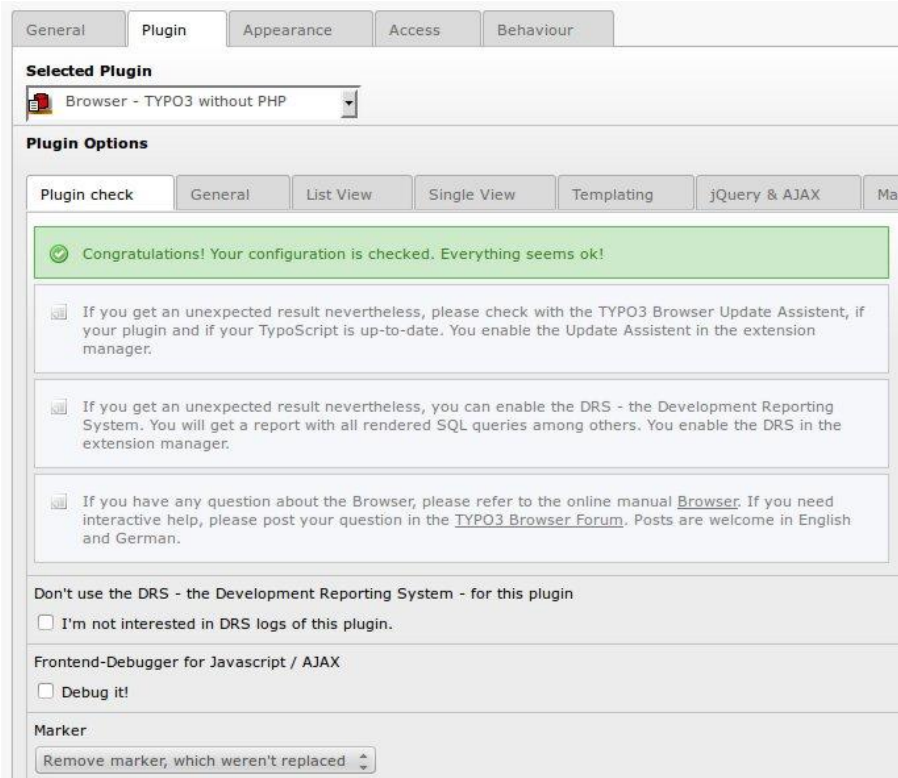 General Plugin Appearance Access Behaviour
Selected Plugin
Browser - TYPO3 without PHP
Plugin Options
Plugin check General List View Single View Templating jQuery & AJAX Ma
Congratulations! Your configuration is checked. Everything seems ok!
If you get an unexpected result nevertheless, please check with the TYPO3 Browser Update Assistent, if
your plugin and if your TypoScript is up-to-date. You enable the Update Assistent in the extension
manager.
If you get an unexpected result nevertheless, you can enable the DRS - the Development Reporting
System. You will get a report with all rendered SQL queries among others. You enable the DRS in the
extension manager.
If you have any question about the Browser, please refer to the online manual Browser. If you need
interactive help, please post your question in the TYPO3 Browser Forum. Posts are welcome in English
and German.
Don't use the DRS - the Development Reporting System - for this plugin
I'm not interested in DRS logs of this plugin.
Frontend-Debugger for Javascript / AJAX
Debug it!
Marker
Remove marker, which weren't replaced